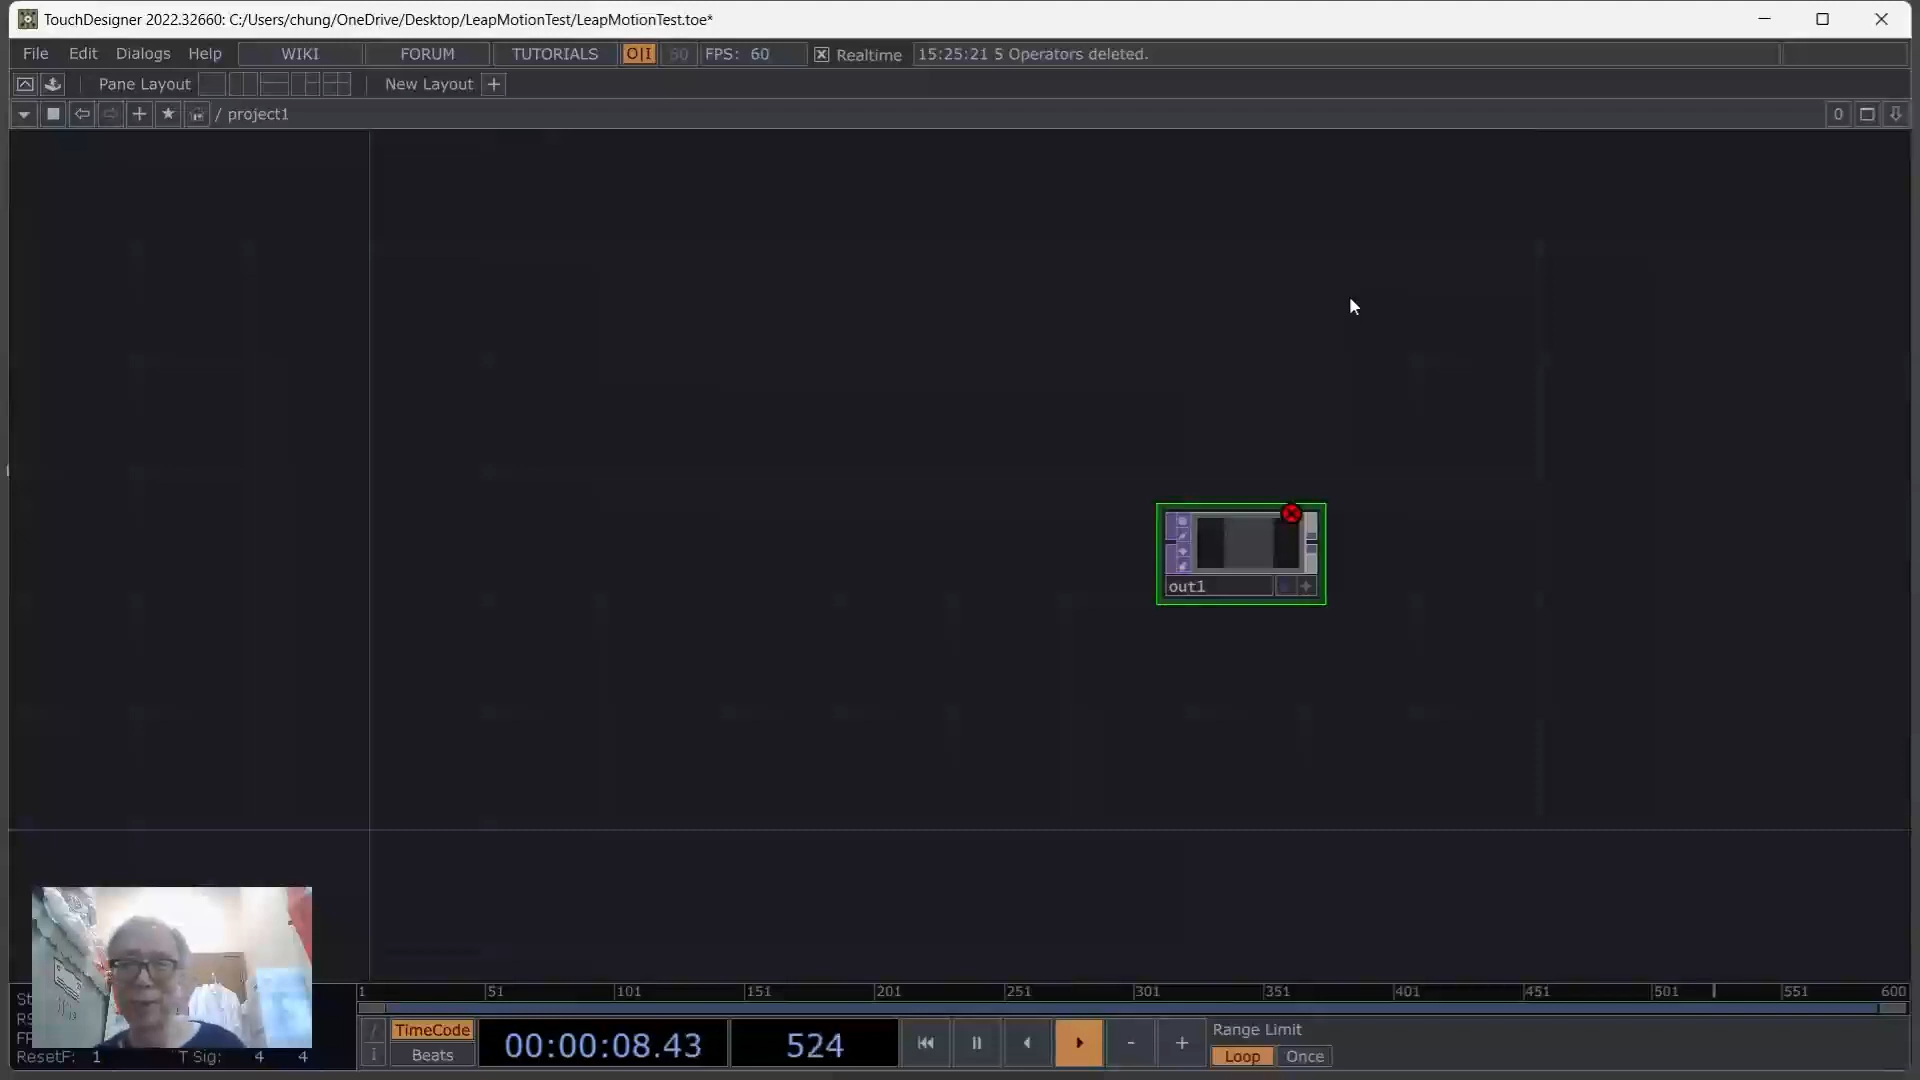 TouchDesigner 2022.32660: C:/Users/chung/OneDrive/Desktop/LeapMotionTest/LeapMotionTest.toe*
File Edit Dialogs Help WIKI FORUM TUTORIALS O|I 60 FPS: 60 Realtime 15:25:21 5 Operators deleted.
Pane Layout New Layout +
/ project1 0
out1
1 51 101 151 201 251 301 351 401 451 501 551 600
TimeCode 00:00:08.43 524 - + Range Limit
Beats Loop Once
ResetF: 1 T Sig: 4 4